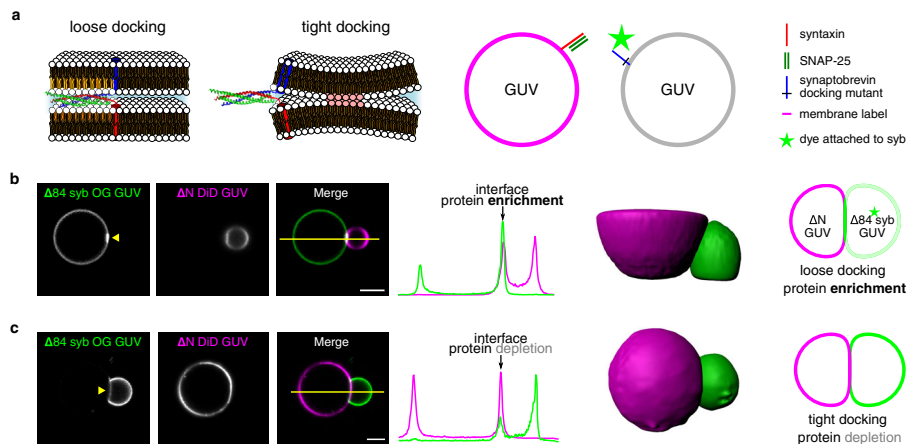 a
loose docking
tight docking
GUV
GUV
syntaxin
SNAP-25
synaptobrevin
docking mutant
membrane label
dye attached to syb
b
Δ84 syb OG GUV
ΔN DiD GUV
Merge
interface
protein enrichment
ΔN
GUV
Δ84 syb
GUV
loose docking
protein enrichment
c
Δ84 syb OG GUV
ΔN DiD GUV
Merge
interface
protein depletion
tight docking
protein depletion